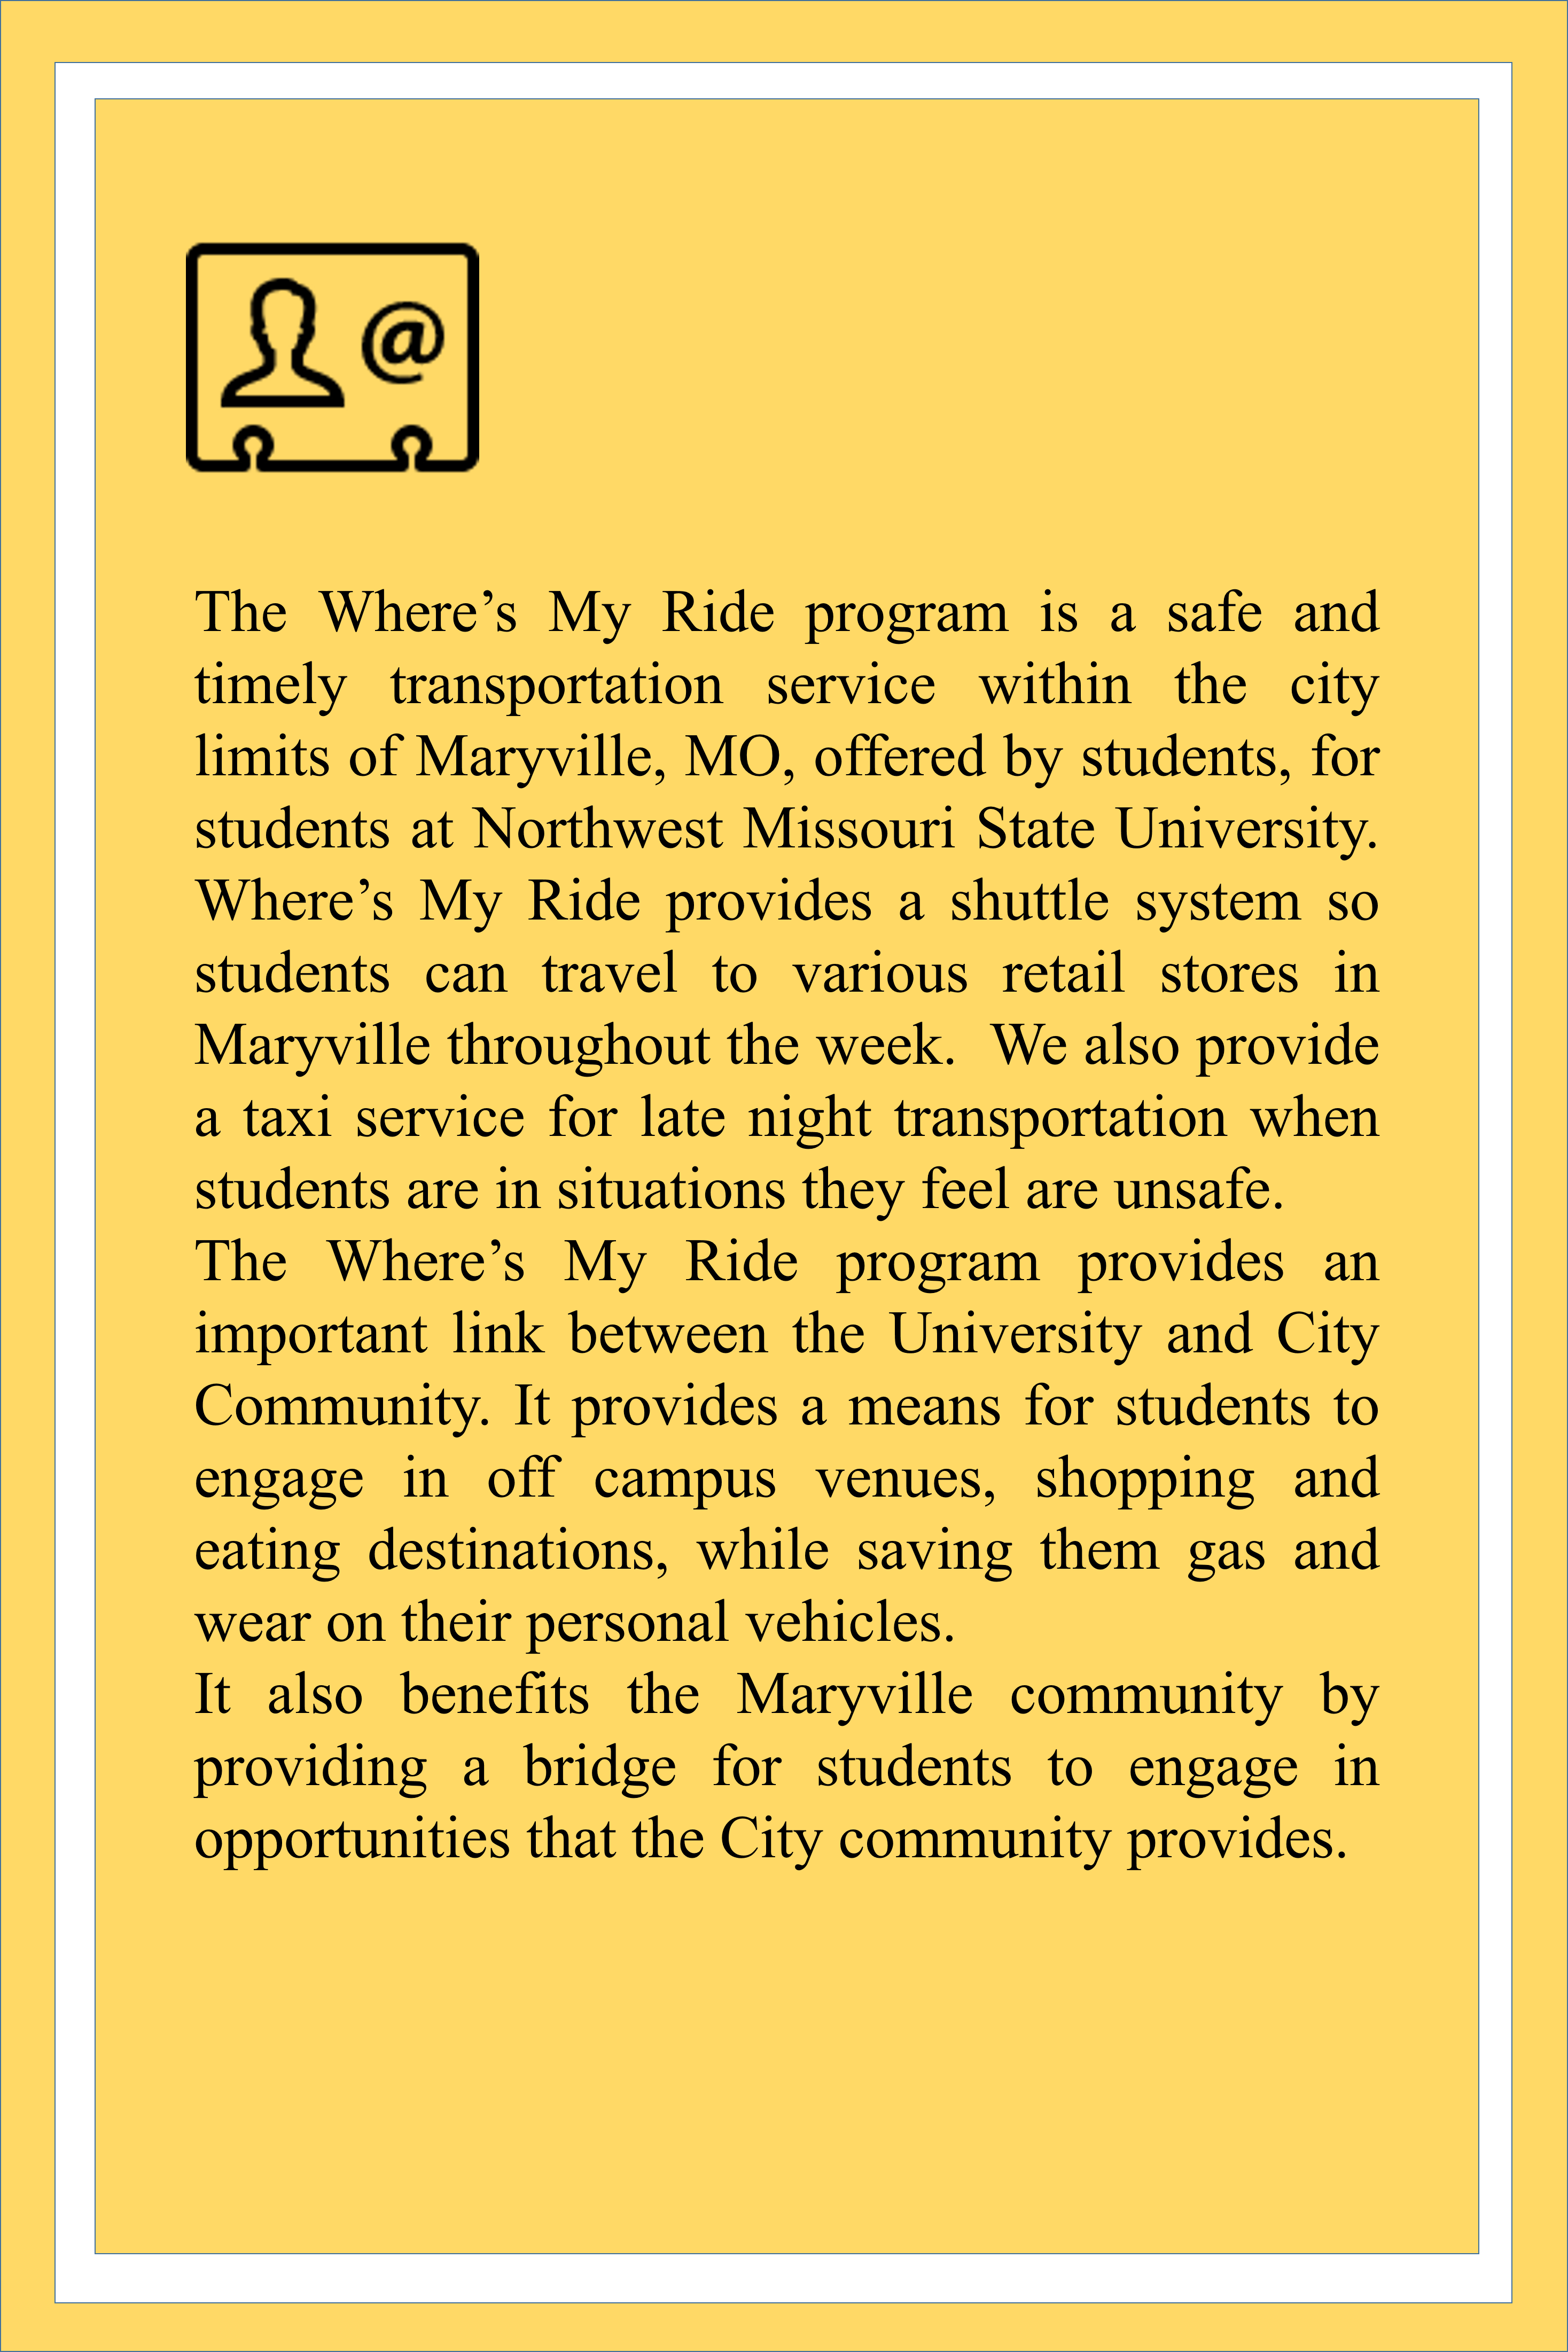 @
The Where’s My Ride program is a safe and
timely transportation service within the city
limits of Maryville, MO, offered by students, for
students at Northwest Missouri State University.
Where’s My Ride provides a shuttle system so
students can travel to various retail stores in
Maryville throughout the week.  We also provide
a taxi service for late night transportation when
students are in situations they feel are unsafe.
The Where’s My Ride program provides an
important link between the University and City
Community. It provides a means for students to
engage in off campus venues, shopping and
eating destinations, while saving them gas and
wear on their personal vehicles.
It also benefits the Maryville community by
providing a bridge for students to engage in
opportunities that the City community provides.